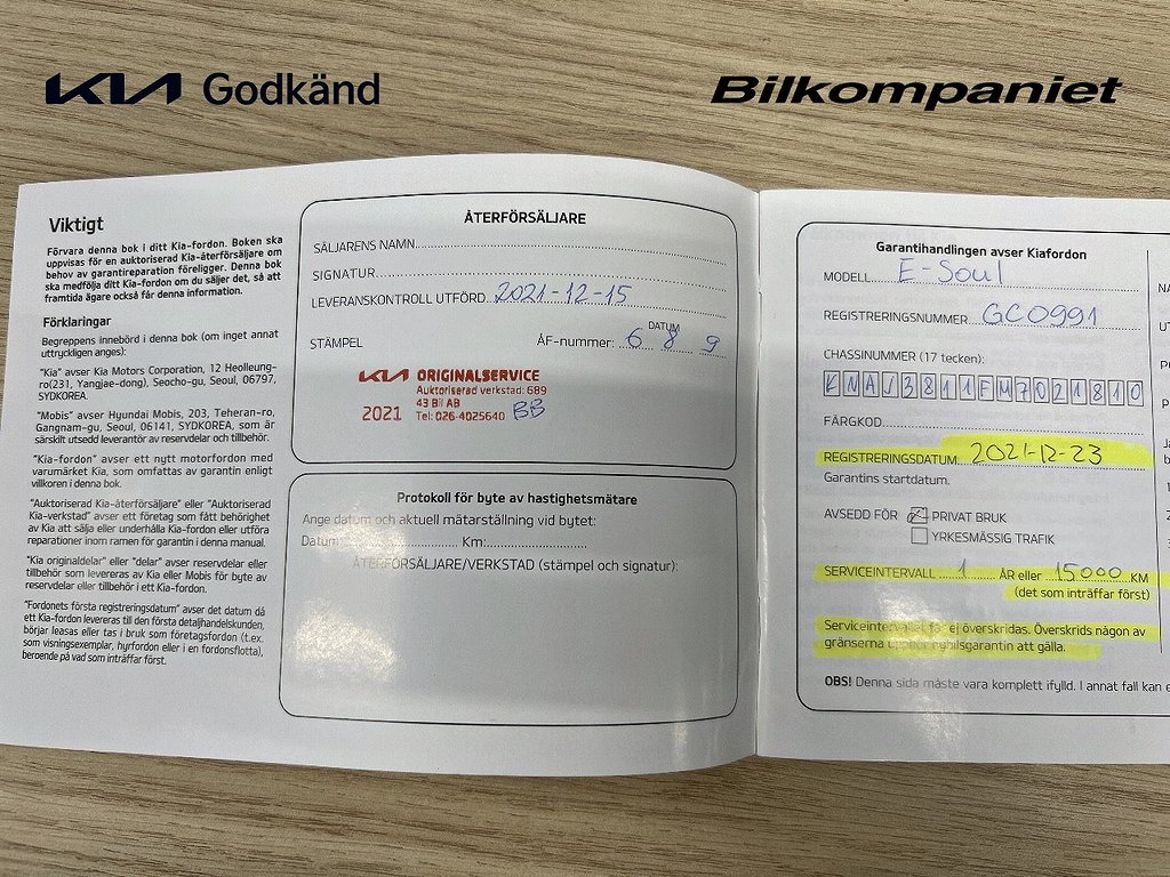 KIA Godkänd
Bilkompaniet
Viktigt
Förvara denna bok i ditt Kia-fordon. Boken ska
uppvisas för en auktoriserad Kia-återförsäljare om
behov av garantireparation föreligger. Denna bok
ska medfölja ditt Kia-fordon om du säljer det, så att
framtida ägare också får denna information.
Förklaringar
Begreppens innebörd i denna bok (om inget annat
uttryckligen anges):
"Kia" avser Kia Motors Corporation, 12 Heolleung-
ro(231, Yangjae-dong), Seocho-gu, Seoul, 06797,
SYDKOREA.
"Mobis" avser Hyundai Mobis, 203, Teheran-ro,
Gangnam-gu, Seoul, 06141, SYDKOREA, som är
särskilt utsedd leverantör av reservdelar och tillbehör.
"Kia-fordon" avser ett nytt motorfordon med
varumärket Kia, som omfattas av garantin enligt
villkoren i denna bok.
"Auktoriserad Kia-återförsäljare" eller "Auktoriserad
Kia-verkstad" avser ett företag som fått behörighet
av Kia att sälja eller underhålla Kia-fordon eller utföra
reparationer inom ramen för garantin i denna manual.
"Kia originaldelar" eller "delar" avser reservdelar eller
tillbehör som levereras av Kia eller Mobis för byte av
reservdelar eller tillbehör i ett Kia-fordon.
"Fordonets första registreringsdatum" avser det datum då
ett Kia-fordon levereras till den första detaljhandelskunden,
börjar leasas eller tas i bruk som företagsfordon (t.ex.
som visningsexemplar, hyrfordon eller i en fordonsflotta),
beroende på vad som inträffar först.
ÅTERFÖRSÄLJARE
SÄLJARENS NAMN
SIGNATUR
LEVERANSKONTROLL UTFÖRD 2021-12-15
DATUM
STÄMPEL ÅF-nummer: 6 8 9
KIA ORIGINALSERVICE
Auktoriserad verkstad: 689
43 Bil AB
2021 Tel: 026-4025640 BB
Protokoll för byte av hastighetsmätare
Ange datum och aktuell mätarställning vid bytet:
Datum: Km:
ÅTERFÖRSÄLJARE/VERKSTAD (stämpel och signatur):
Garantihandlingen avser Kiafordon
MODELL E-Soul
REGISTRERINGSNUMMER GCO991
CHASSINUMMER (17 tecken):
KNAJ3811FM7021810
FÄRGKOD
REGISTRERINGSDATUM 2021-12-23
Garantins startdatum.
AVSEDD FÖR PRIVAT BRUK
YRKESMÄSSIG TRAFIK
SERVICEINTERVALL 1 ÅR eller 15000 KM
(det som inträffar först)
Serviceintervallet får ej överskridas. Överskrids någon av
gränserna upphör nybilsgarantin att gälla.
OBS! Denna sida måste vara komplett ifylld. I annat fall kan